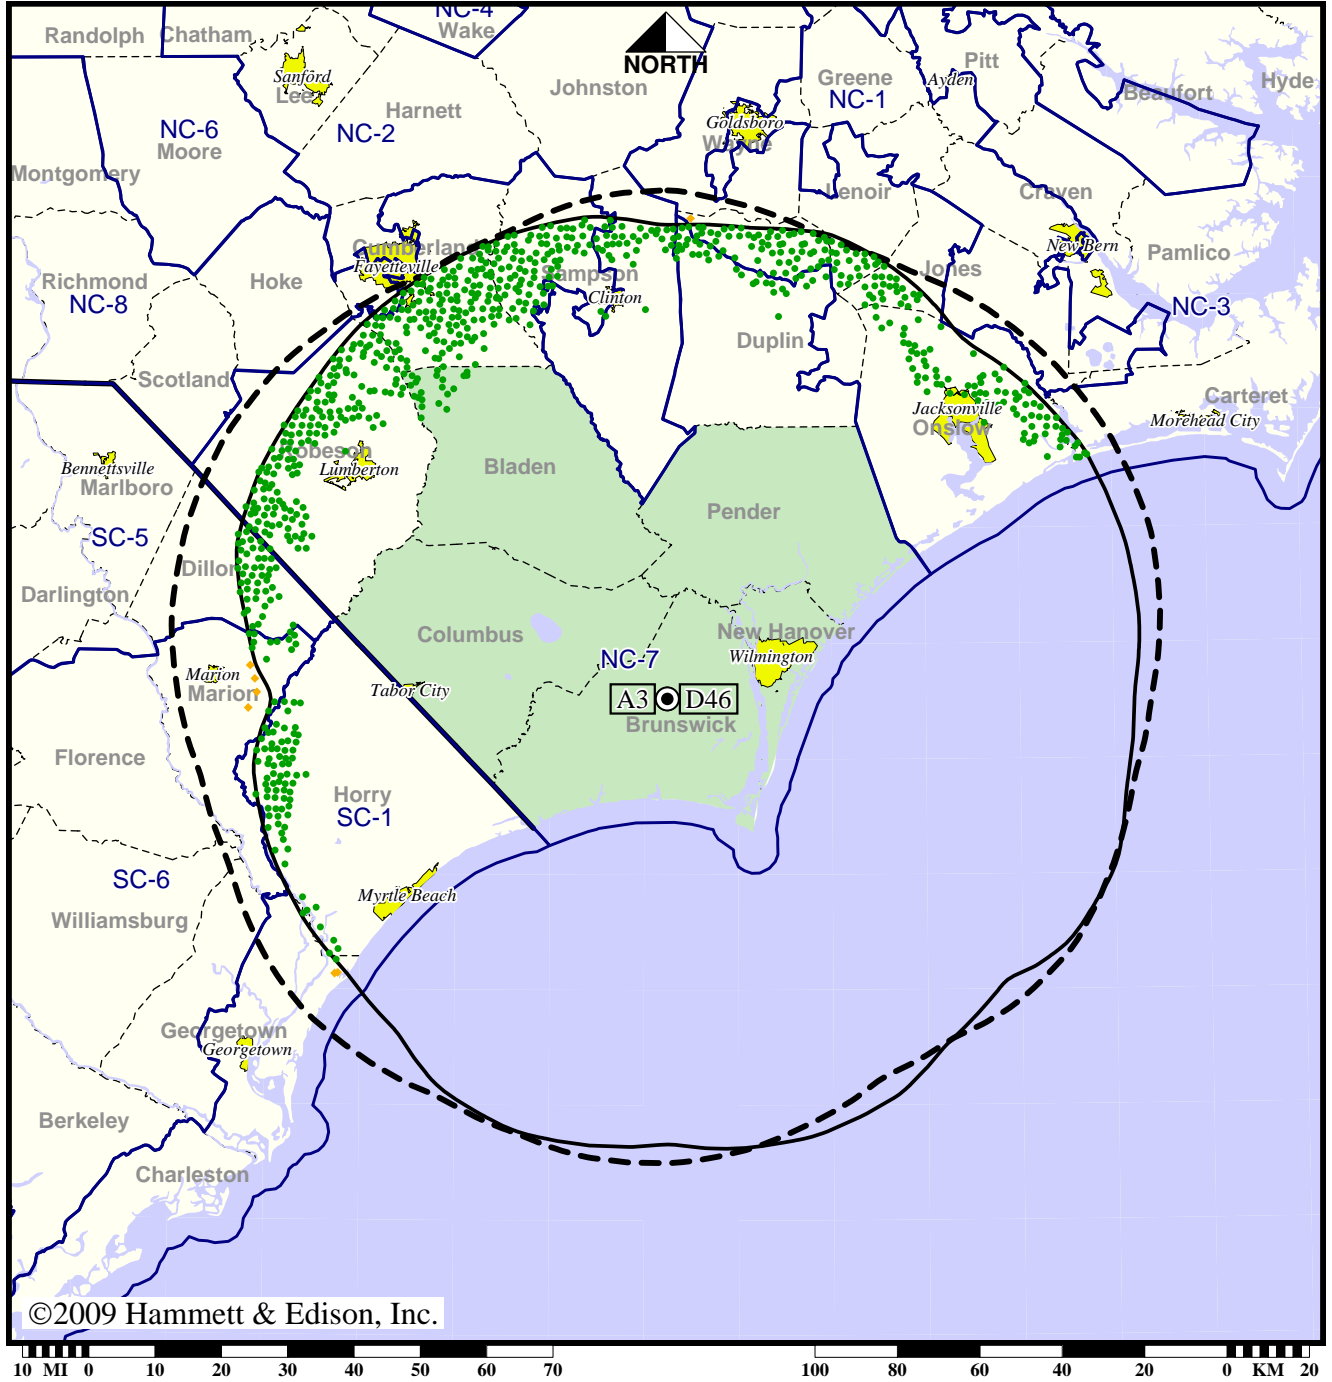 NC-4
Randolph
Chatham
Wake
NORTH
Sanford
Lee
Harnett
Johnston
Greene
NC-1
Pitt
Ayden
Beaufort
Hyde
NC-6
Moore
NC-2
Goldsboro
Wayne
Montgomery
Lenoir
Craven
Cumberland
Fayetteville
New Bern
Pamlico
Richmond
NC-8
Hoke
Sampson
Clinton
Jones
NC-3
Duplin
Scotland
Carteret
Morehead City
Jacksonville
Onslow
Bennettsville
Marlboro
obeson
Lumberton
Bladen
Pender
SC-5
Dillon
Darlington
Columbus
New Hanover
Wilmington
NC-7
Marion
Marion
Tabor City
A3 D46
Brunswick
Florence
Horry
SC-1
SC-6
Williamsburg
Myrtle Beach
Georgetown
Georgetown
Berkeley
Charleston
©2009 Hammett & Edison, Inc.
10 MI 0 10 20 30 40 50 60 70 100 80 60 40 20 0 KM 20